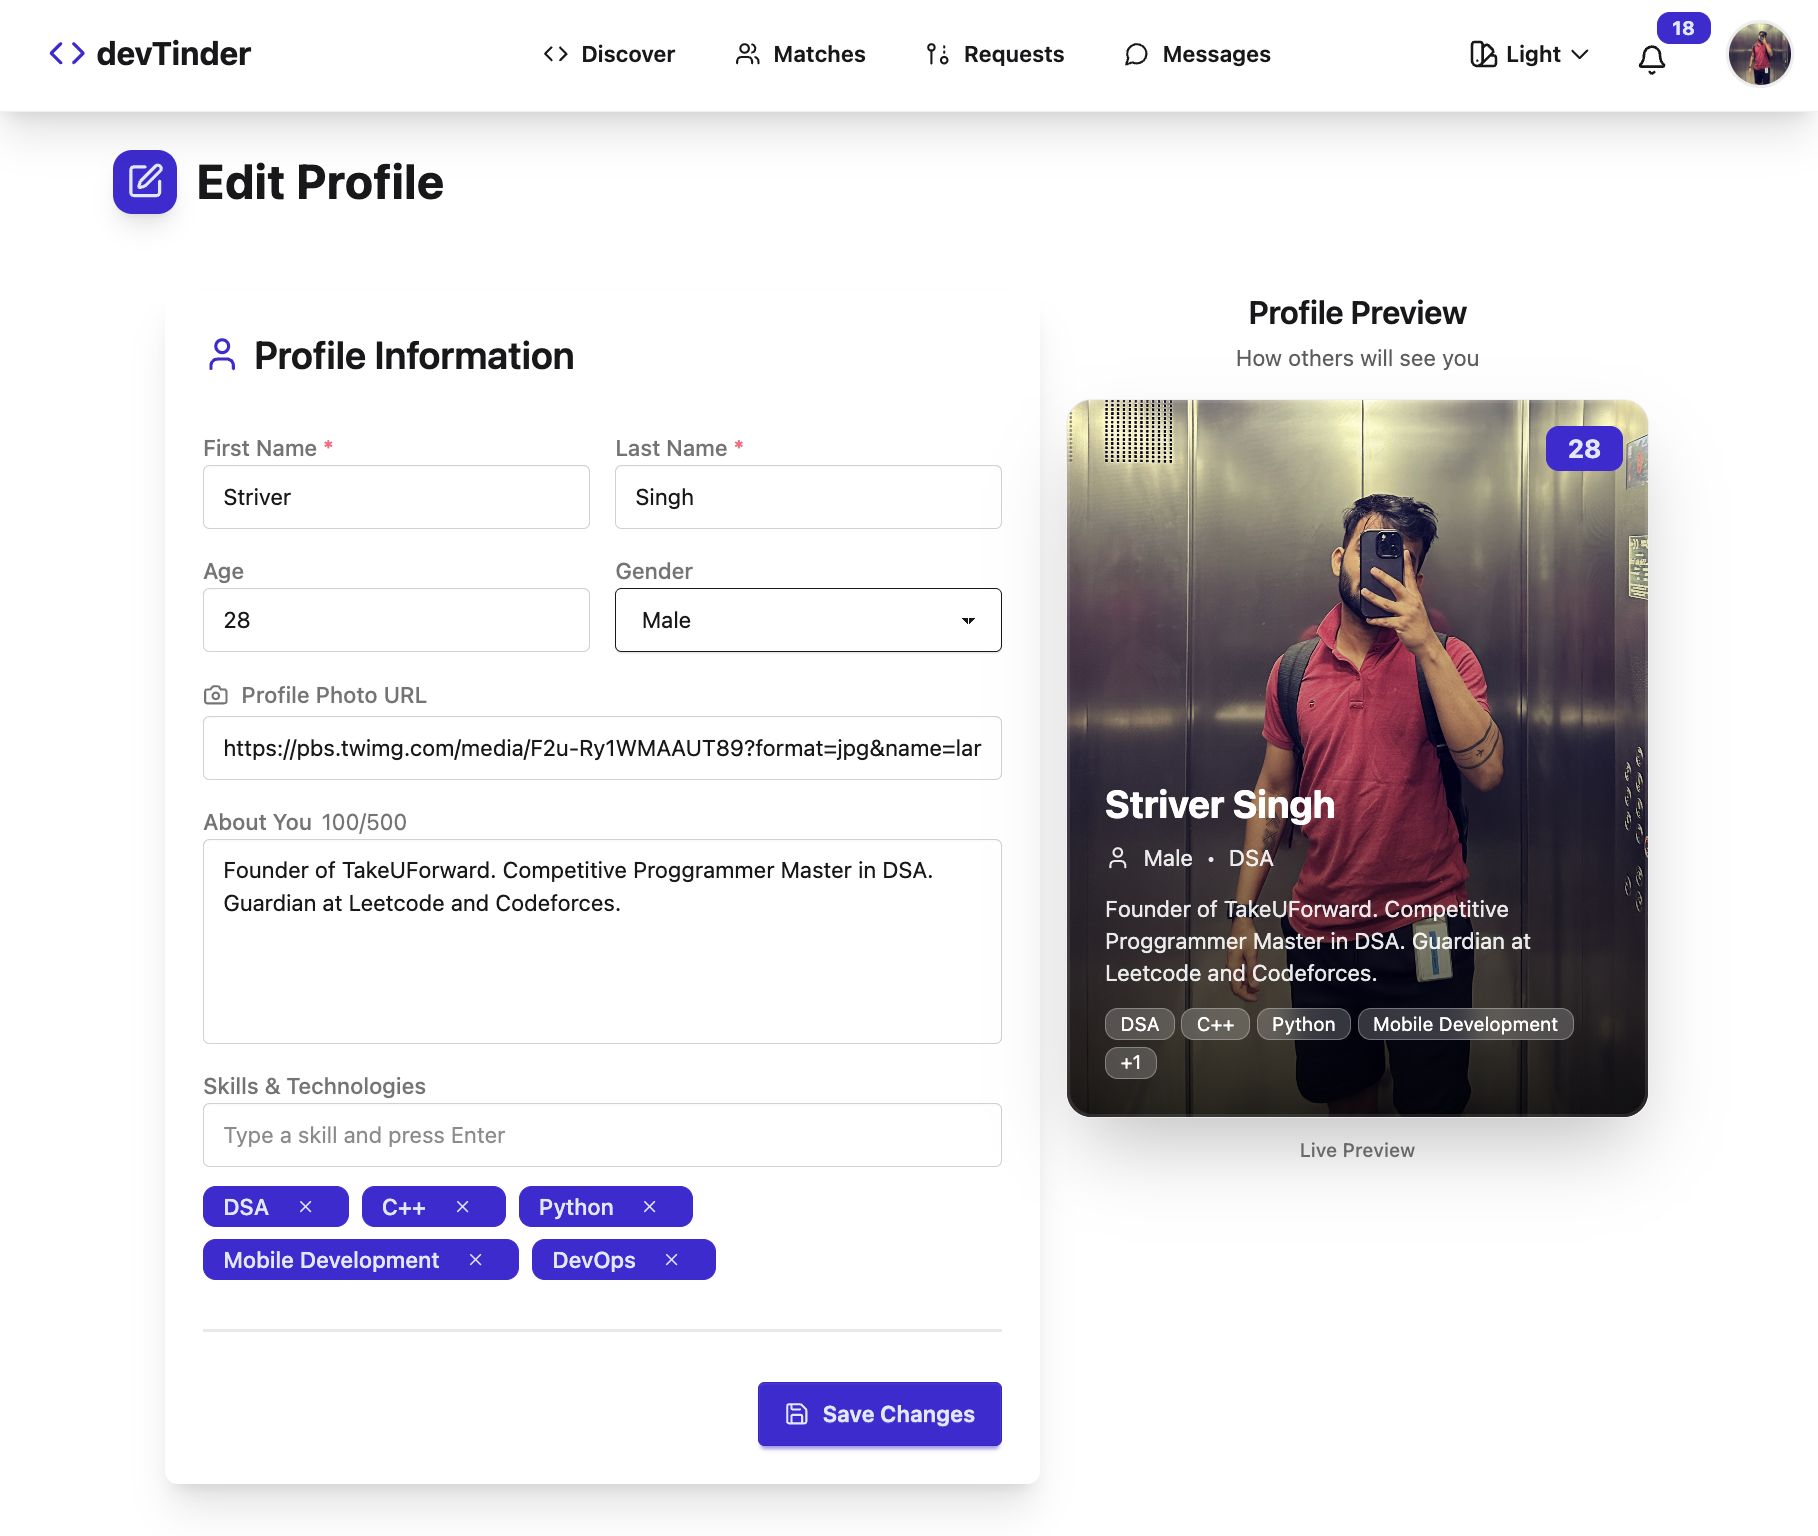 devTinder
Discover
Matches
Requests
Messages
Light
18
Edit Profile
Profile Information
First Name *
Last Name *
Striver
Singh
Age
Gender
28
Male
Profile Photo URL
https://pbs.twimg.com/media/F2u-Ry1WMAAUT89?format=jpg&name=lar
About You 100/500
Founder of TakeUForward. Competitive Proggrammer Master in DSA.
Guardian at Leetcode and Codeforces.
Skills & Technologies
Type a skill and press Enter
DSA × C++ × Python ×
Mobile Development × DevOps ×
Save Changes
Profile Preview
How others will see you
28
Striver Singh
Male • DSA
Founder of TakeUForward. Competitive
Proggrammer Master in DSA. Guardian at
Leetcode and Codeforces.
DSA C++ Python Mobile Development
+1
Live Preview